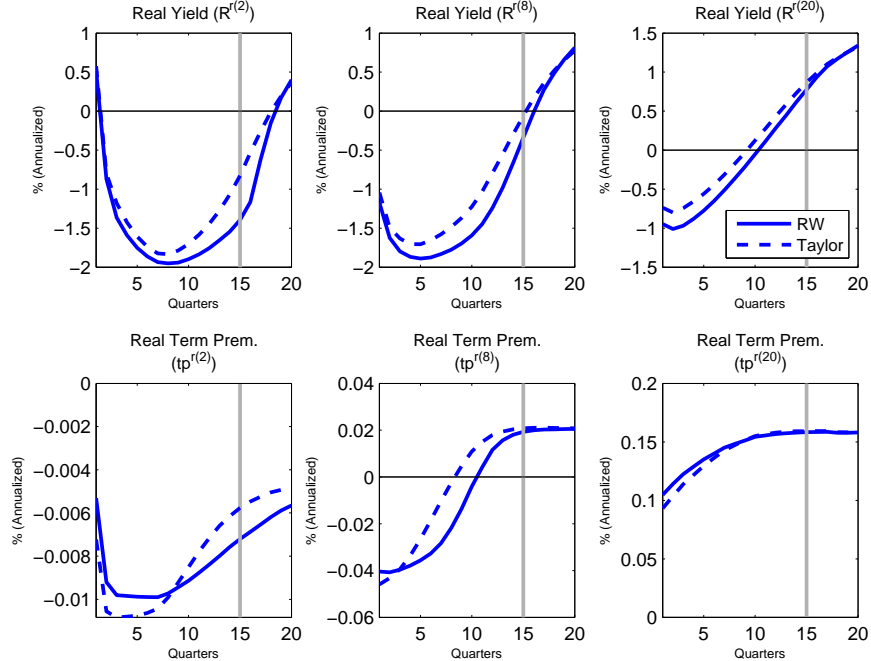 Real Yield (R^r(2))
1
0.5
0
−0.5
−1
−1.5
−2
5 10 15 20
Quarters
% (Annualized)
Real Yield (R^r(8))
1
0.5
0
−0.5
−1
−1.5
−2
5 10 15 20
Quarters
% (Annualized)
Real Yield (R^r(20))
1.5
1
0.5
0
−0.5
−1
−1.5
5 10 15 20
Quarters
% (Annualized)
RW
Taylor
Real Term Prem.
(tp^r(2))
0
−0.002
−0.004
−0.006
−0.008
−0.01
5 10 15 20
Quarters
% (Annualized)
Real Term Prem.
(tp^r(8))
0.04
0.02
0
−0.02
−0.04
−0.06
5 10 15 20
Quarters
% (Annualized)
Real Term Prem.
(tp^r(20))
0.2
0.15
0.1
0.05
0
5 10 15 20
Quarters
% (Annualized)